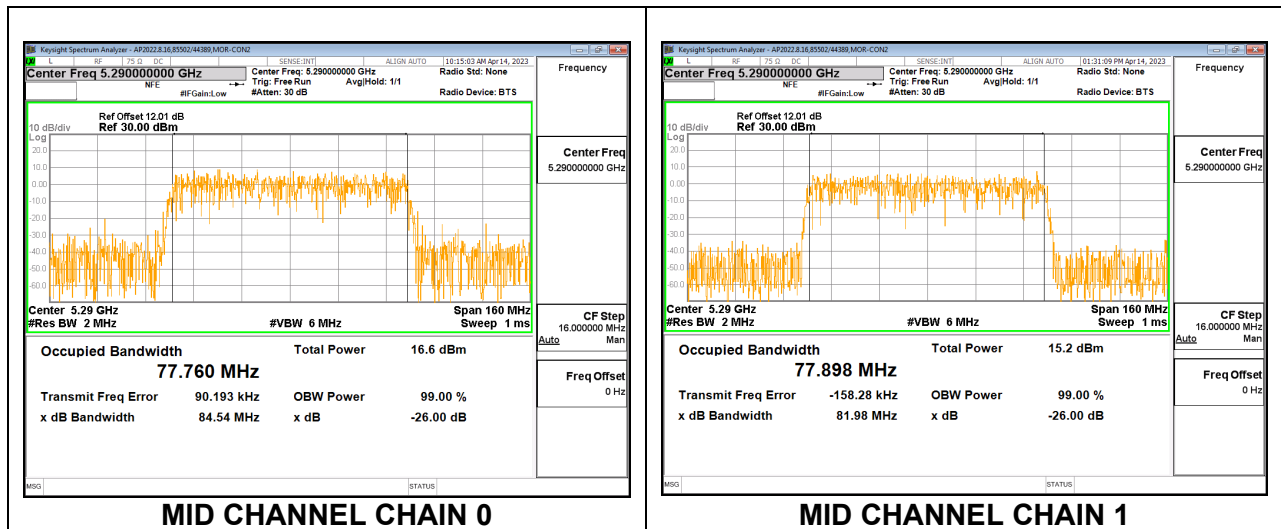 Keysight Spectrum Analyzer - AP2022.8.16,85502/44389,MOR-CON2
L RF 75 Ω DC SENSE:INT ALIGN AUTO 10:15:03 AM Apr 14, 2023
Center Freq 5.290000000 GHz Center Freq: 5.290000000 GHz Radio Std: None Frequency
NFE Trig: Free Run Avg|Hold: 1/1
#IFGain:Low #Atten: 30 dB Radio Device: BTS
Ref Offset 12.01 dB
10 dB/div Ref 30.00 dBm
Log
20.0
10.0
0.00
-10.0
-20.0
-30.0
-40.0
-50.0
-60.0
Center Freq
5.290000000 GHz
Center 5.29 GHz Span 160 MHz
#Res BW 2 MHz #VBW 6 MHz Sweep 1 ms
CF Step
16.000000 MHz
Auto Man
Occupied Bandwidth Total Power 16.6 dBm
77.760 MHz
Transmit Freq Error 90.193 kHz OBW Power 99.00 %
x dB Bandwidth 84.54 MHz x dB -26.00 dB
Freq Offset
0 Hz
MSG STATUS
MID CHANNEL CHAIN 0
Keysight Spectrum Analyzer - AP2022.8.16,85502/44389,MOR-CON2
L RF 75 Ω DC SENSE:INT ALIGN AUTO 01:31:09 PM Apr 14, 2023
Center Freq 5.290000000 GHz Center Freq: 5.290000000 GHz Radio Std: None Frequency
NFE Trig: Free Run Avg|Hold: 1/1
#IFGain:Low #Atten: 30 dB Radio Device: BTS
Ref Offset 12.01 dB
10 dB/div Ref 30.00 dBm
Log
20.0
10.0
0.00
-10.0
-20.0
-30.0
-40.0
-50.0
-60.0
Center Freq
5.290000000 GHz
Center 5.29 GHz Span 160 MHz
#Res BW 2 MHz #VBW 6 MHz Sweep 1 ms
CF Step
16.000000 MHz
Auto Man
Occupied Bandwidth Total Power 15.2 dBm
77.898 MHz
Transmit Freq Error -158.28 kHz OBW Power 99.00 %
x dB Bandwidth 81.98 MHz x dB -26.00 dB
Freq Offset
0 Hz
MSG STATUS
MID CHANNEL CHAIN 1